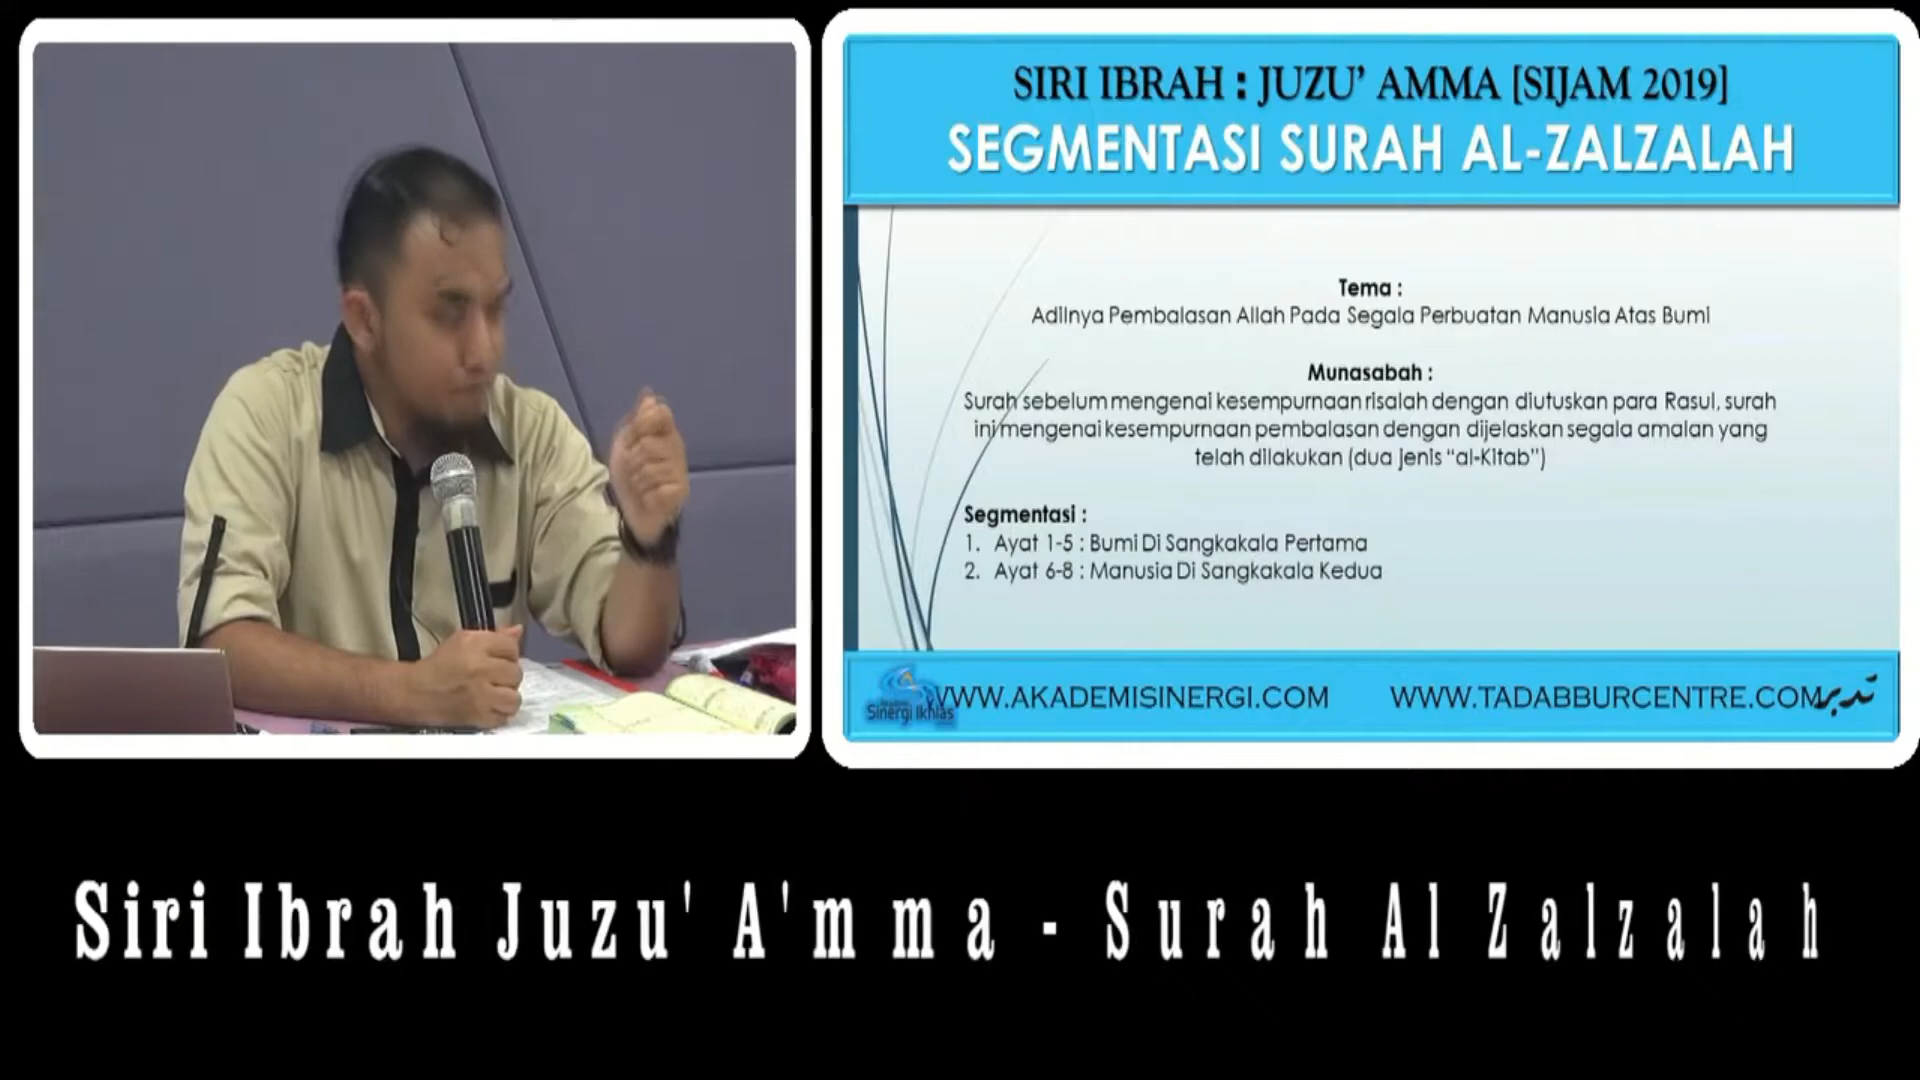 SIRI IBRAH : JUZU' AMMA [SIJAM 2019]
SEGMENTASI SURAH AL-ZALZALAH
Tema :
Adilnya Pembalasan Allah Pada Segala Perbuatan Manusia Atas Bumi
Munasabah :
Surah sebelum mengenai kesempurnaan risalah dengan diutuskan para Rasul, surah
ini mengenai kesempurnaan pembalasan dengan dijelaskan segala amalan yang
telah dilakukan (dua jenis “al-Kitab”)
Segmentasi :
1. Ayat 1-5 : Bumi Di Sangkakala Pertama
2. Ayat 6-8 : Manusia Di Sangkakala Kedua
Sinergi Ikhlas
WWW.AKADEMISINERGI.COM WWW.TADABBURCENTRE.COM
تدبر
Siri Ibrah Juzu' A'mma - Surah Al Zalzalah